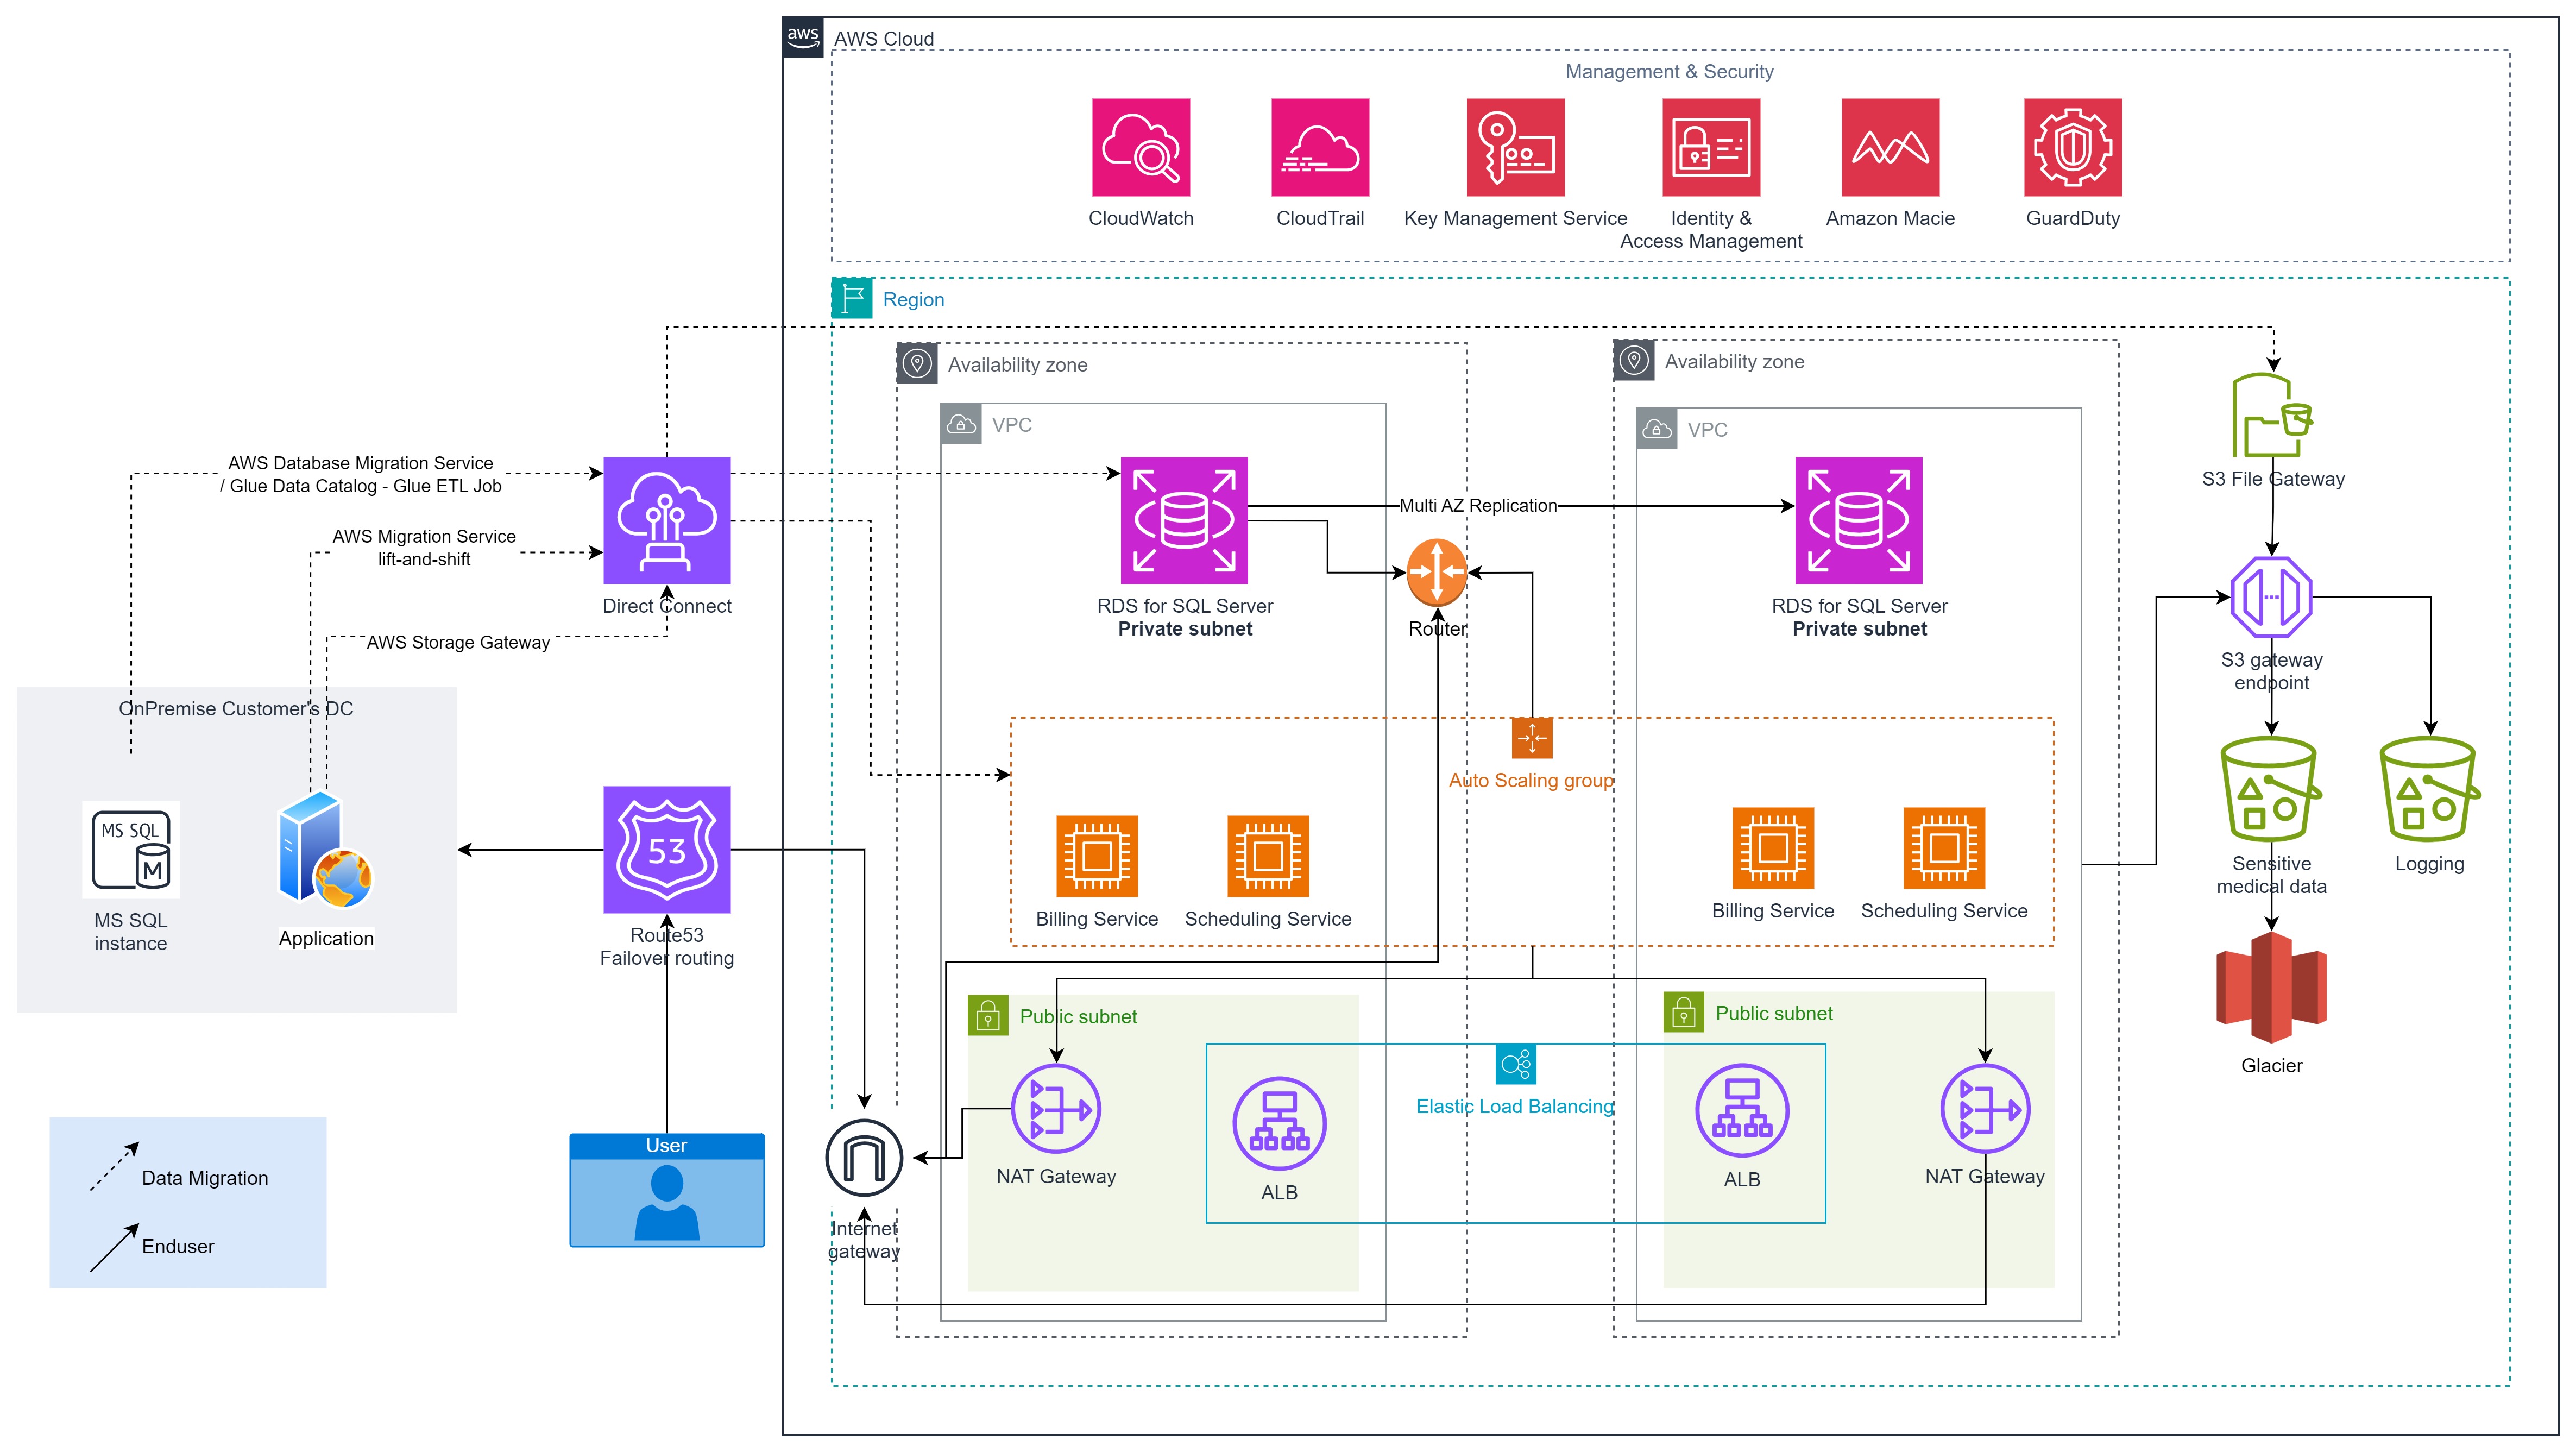 aws
AWS Cloud
Management & Security
CloudWatch
CloudTrail
Key Management Service
Identity &
Access Management
Amazon Macie
GuardDuty
Region
Availability zone
Availability zone
VPC
VPC
AWS Database Migration Service
/ Glue Data Catalog - Glue ETL Job
AWS Migration Service
lift-and-shift
Direct Connect
AWS Storage Gateway
RDS for SQL Server
Private subnet
Multi AZ Replication
Router
RDS for SQL Server
Private subnet
S3 File Gateway
S3 gateway
endpoint
OnPremise Customer's DC
MS SQL
M
MS SQL
instance
Application
53
Route53
Failover routing
Auto Scaling group
Billing Service
Scheduling Service
Billing Service
Scheduling Service
Sensitive
medical data
Logging
Glacier
Public subnet
Public subnet
NAT Gateway
ALB
Elastic Load Balancing
ALB
NAT Gateway
Internet
gateway
User
Data Migration
Enduser